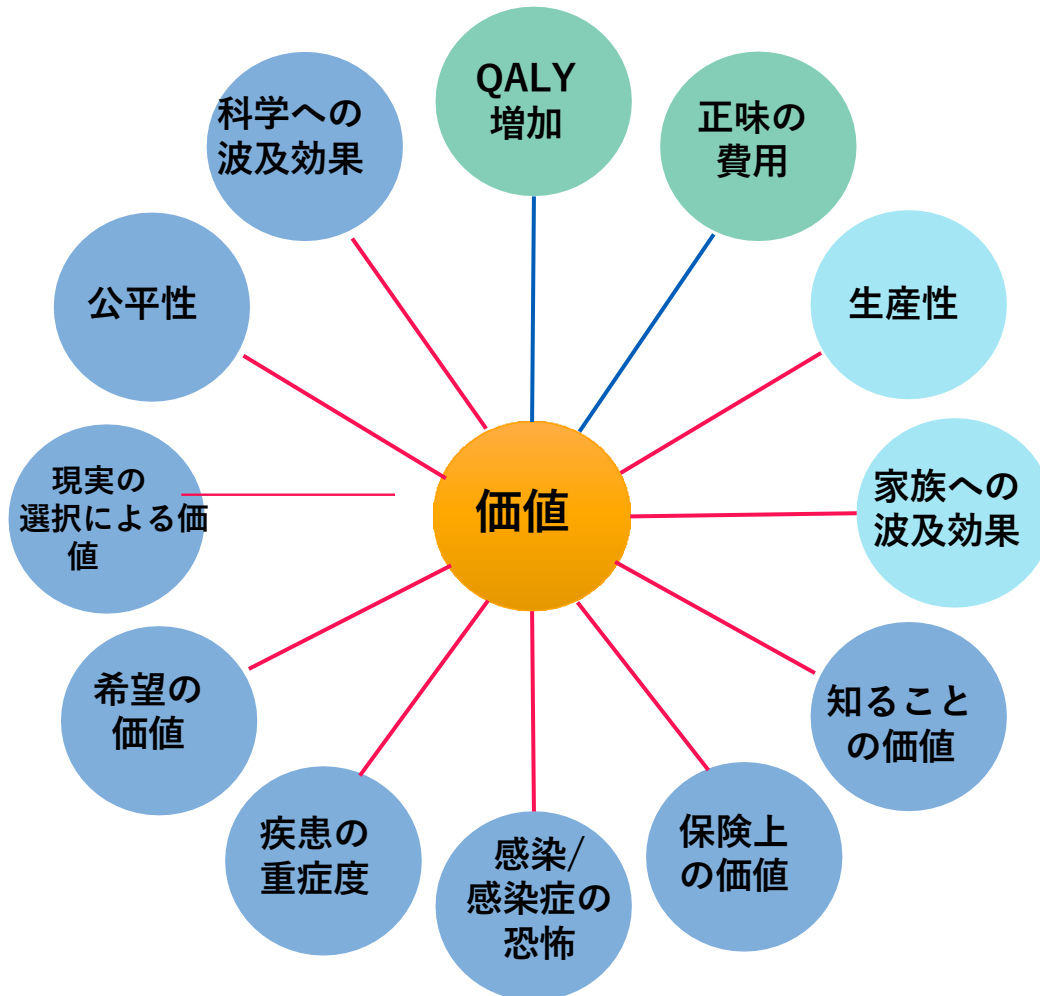 QALY
増加
正味の
費用
生産性
家族への
波及効果
知ること
の価値
保険上
の価値
感染/
感染症の
恐怖
疾患の
重症度
希望の
価値
現実の
選択による価
値
公平性
科学への
波及効果
価値